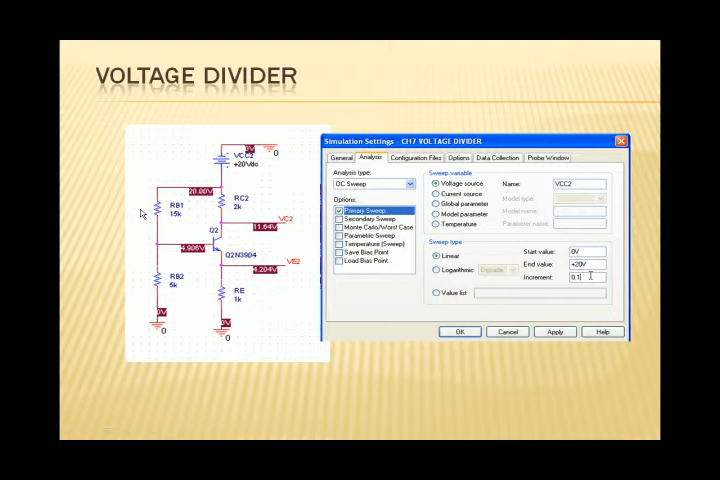 VOLTAGE DIVIDER
0V
0
VCC2
+20Vdc
20.00V
RB1
15k
RC2
2k
VC2
11.64V
Q2
4.906V
Q2N3904
VE2
4.204V
RB2
5k
RE
1k
0V
0
0V
0
Simulation Settings CH7 VOLTAGE DIVIDER
General Analysis Configuration Files Options Data Collection Probe Window
Analysis type:
DC Sweep
Options:
Primary Sweep
Secondary Sweep
Monte Carlo/Worst Case
Parametric Sweep
Temperature (Sweep)
Save Bias Point
Load Bias Point
Sweep variable
Voltage source
Current source
Global parameter
Model parameter
Temperature
Name: VCC2
Model type:
Model name:
Parameter name:
Sweep type
Linear
Logarithmic Decade
Start value: 0V
End value: +20V
Increment: 0.1
Value list
OK Cancel Apply Help